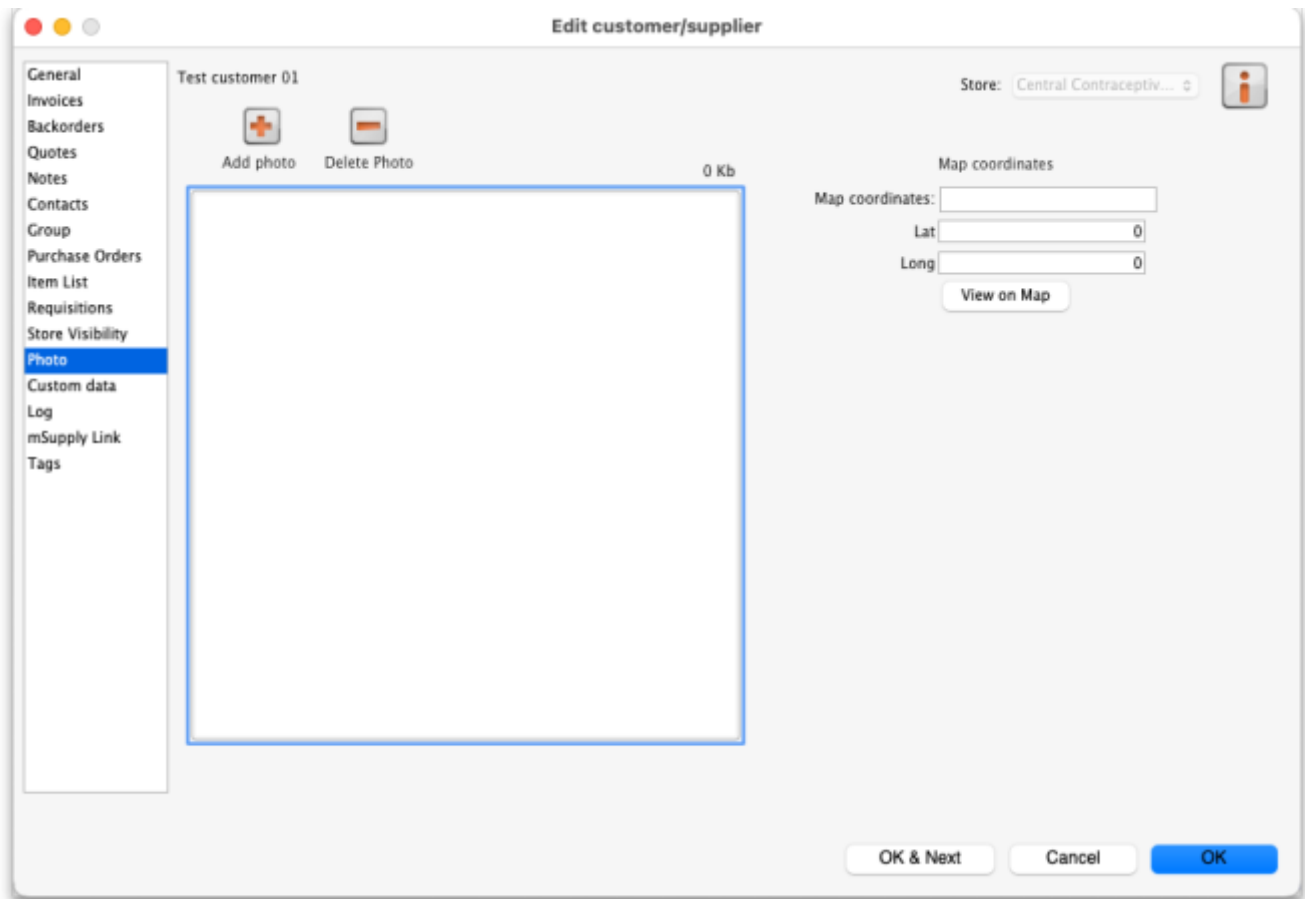 Edit customer/supplier
General
Invoices
Backorders
Quotes
Notes
Contacts
Group
Purchase Orders
Item List
Requisitions
Store Visibility
Photo
Custom data
Log
mSupply Link
Tags
Test customer 01
Store: Central Contraceptiv...
Add photo Delete Photo
0 Kb
Map coordinates
Map coordinates:
Lat 0
Long 0
View on Map
OK & Next Cancel OK